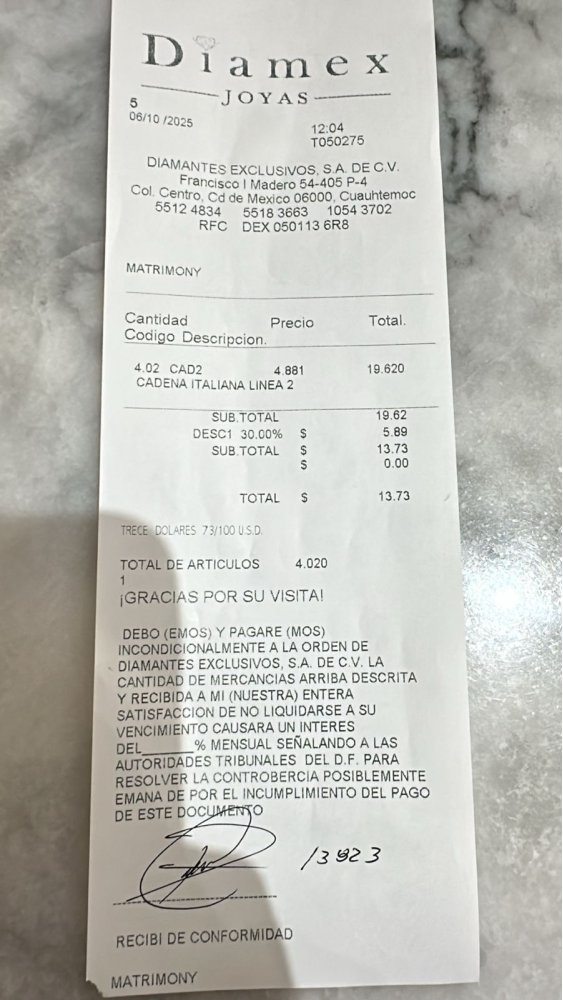 Diamex
JOYAS
5
06/10 /2025
12:04
T050275
DIAMANTES EXCLUSIVOS, S.A. DE C.V.
Francisco I Madero 54-405 P-4
Col. Centro, Cd de Mexico 06000, Cuauhtemoc
5512 4834 5518 3663 1054 3702
RFC DEX 050113 6R8
MATRIMONY
Cantidad Precio Total.
Codigo Descripcion.
4.02 CAD2 4.881 19.620
CADENA ITALIANA LINEA 2
SUB.TOTAL 19.62
DESC1 30.00% $ 5.89
SUB.TOTAL $ 13.73
$ 0.00
TOTAL $ 13.73
TRECE DOLARES 73/100 U.S.D.
TOTAL DE ARTICULOS 4.020
1
¡GRACIAS POR SU VISITA!
DEBO (EMOS) Y PAGARE (MOS)
INCONDICIONALMENTE A LA ORDEN DE
DIAMANTES EXCLUSIVOS, S.A. DE C.V. LA
CANTIDAD DE MERCANCIAS ARRIBA DESCRITA
Y RECIBIDA A MI (NUESTRA) ENTERA
SATISFACCION DE NO LIQUIDARSE A SU
VENCIMIENTO CAUSARA UN INTERES
DEL______% MENSUAL SEÑALANDO A LAS
AUTORIDADES TRIBUNALES DEL D.F. PARA
RESOLVER LA CONTROBERCIA POSIBLEMENTE
EMANA DE POR EL INCUMPLIMIENTO DEL PAGO
DE ESTE DOCUMENTO
RECIBI DE CONFORMIDAD
MATRIMONY